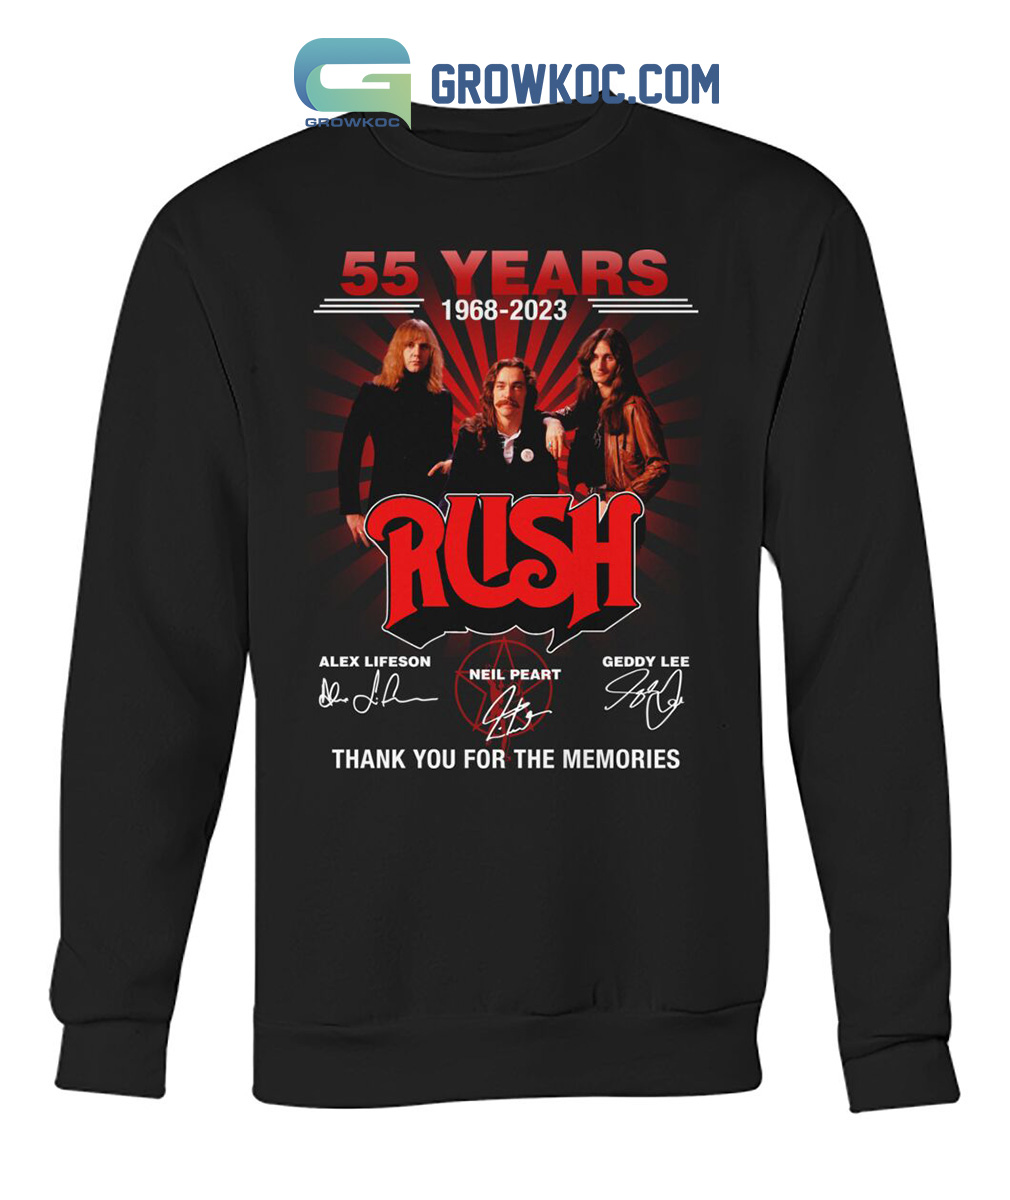 GROWKOC.COM
GROWKOC
55 YEARS
1968-2023
RUSH
ALEX LIFESON
NEIL PEART
GEDDY LEE
THANK YOU FOR THE MEMORIES